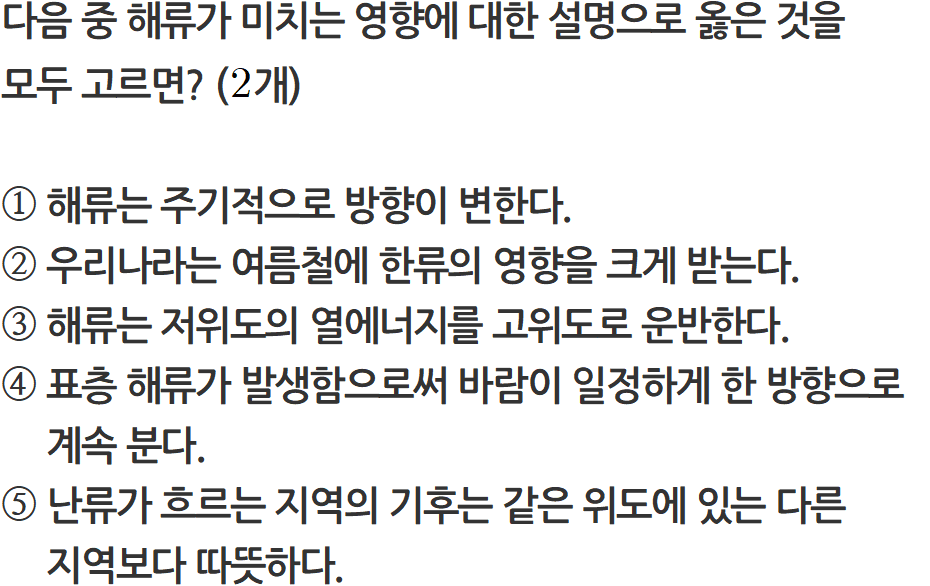 다음 중 해류가 미치는 영향에 대한 설명으로 옳은 것을
모두 고르면? (2개)
① 해류는 주기적으로 방향이 변한다.
② 우리나라는 여름철에 한류의 영향을 크게 받는다.
③ 해류는 저위도의 열에너지를 고위도로 운반한다.
④ 표층 해류가 발생함으로써 바람이 일정하게 한 방향으로
계속 분다.
⑤ 난류가 흐르는 지역의 기후는 같은 위도에 있는 다른
지역보다 따뜻하다.